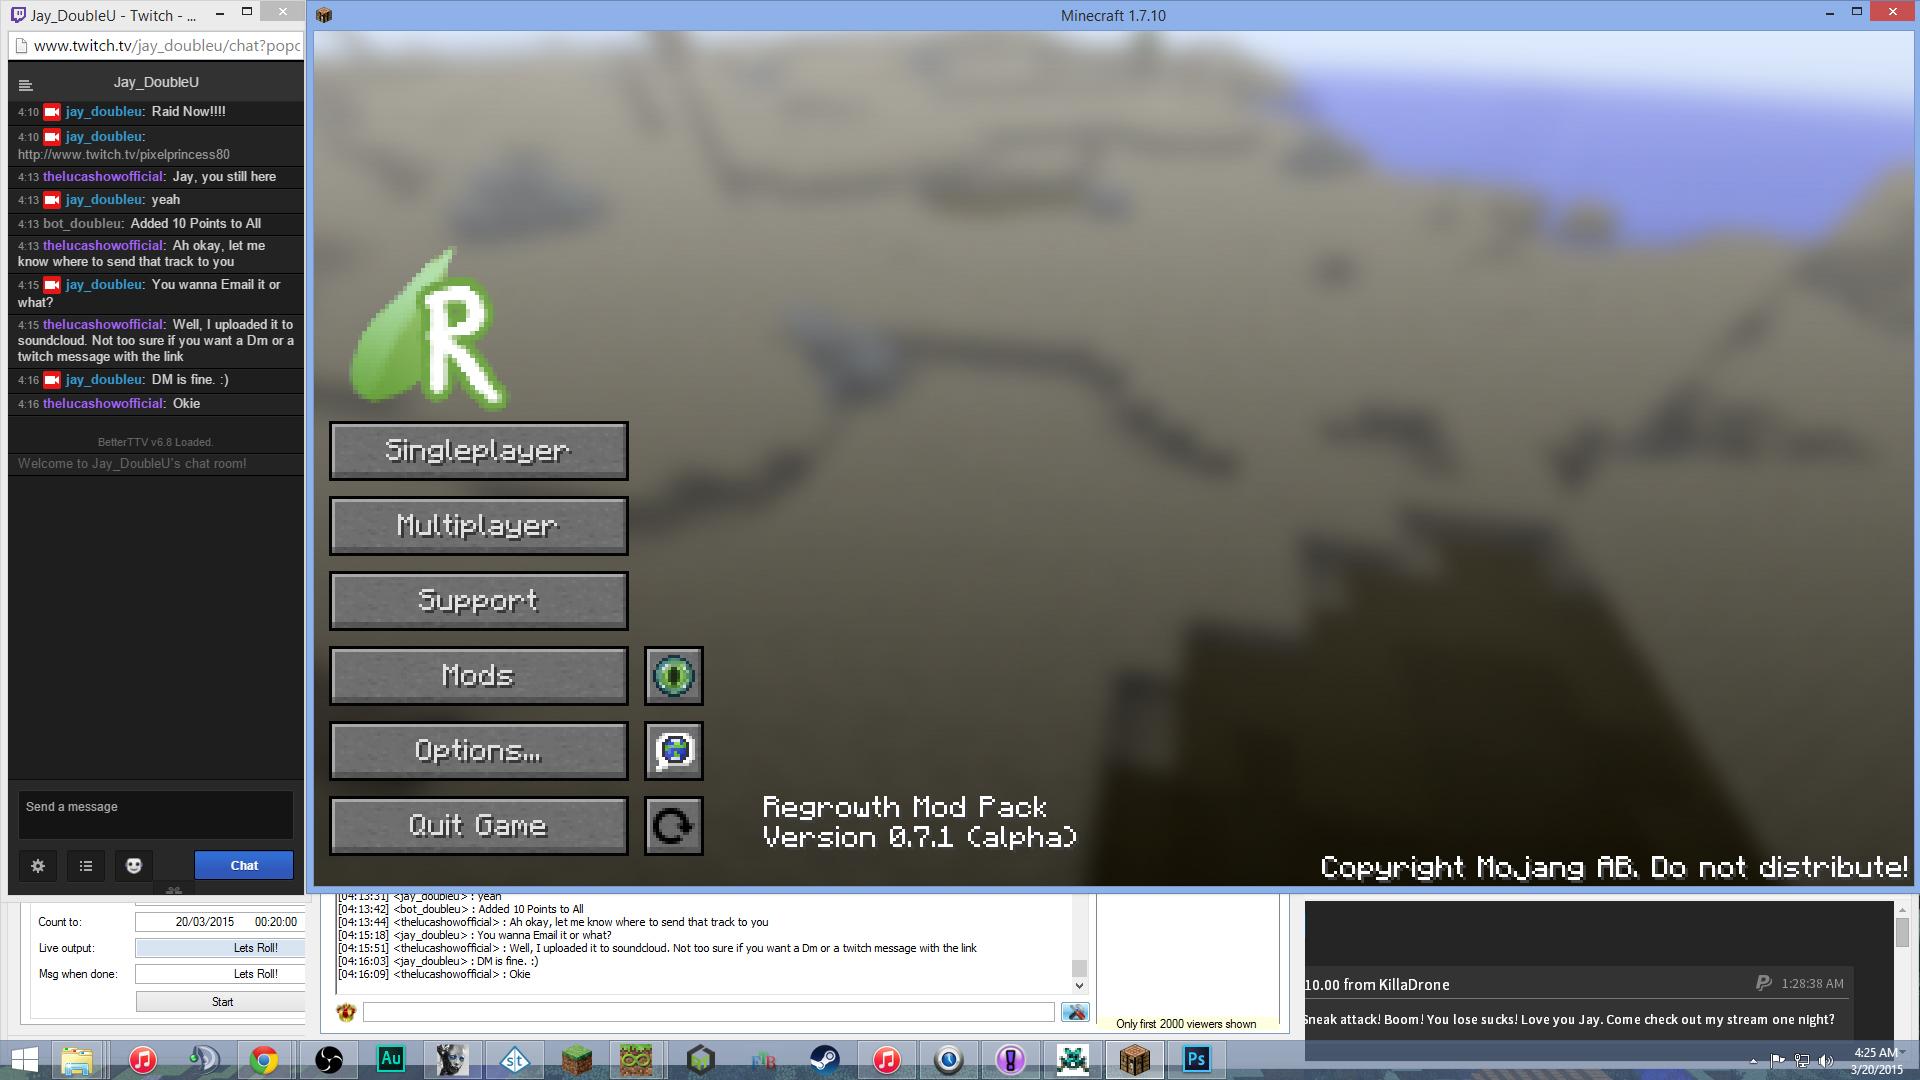 Jay_DoubleU - Twitch - ...
www.twitch.tv/jay_doubleu/chat?popc
Jay_DoubleU
4:10 jay_doubleu: Raid Now!!!!
4:10 jay_doubleu:
http://www.twitch.tv/pixelprincess80
4:13 thelucashowofficial: Jay, you still here
4:13 jay_doubleu: yeah
4:13 bot_doubleu: Added 10 Points to All
4:13 thelucashowofficial: Ah okay, let me
know where to send that track to you
4:15 jay_doubleu: You wanna Email it or
what?
4:15 thelucashowofficial: Well, I uploaded it to
soundcloud. Not too sure if you want a Dm or a
twitch message with the link
4:16 jay_doubleu: DM is fine. :)
4:16 thelucashowofficial: Okie
BetterTTV v6.8 Loaded.
Welcome to Jay_DoubleU's chat room!
Send a message
Chat
Minecraft 1.7.10
R
Singleplayer
Multiplayer
Support
Mods
Options...
Quit Game
Regrowth Mod Pack
Version 0.7.1 (alpha)
Copyright Mojang AB. Do not distribute!
Count to: 20/03/2015 00:20:00
Live output: Lets Roll!
Msg when done: Lets Roll!
Start
[04:13:31] <jay_doubleu> : yeah
[04:13:42] <bot_doubleu> : Added 10 Points to All
[04:13:44] <thelucashowofficial> : Ah okay, let me know where to send that track to you
[04:15:18] <jay_doubleu> : You wanna Email it or what?
[04:15:51] <thelucashowofficial> : Well, I uploaded it to soundcloud. Not too sure if you want a Dm or a twitch message with the link
[04:16:03] <jay_doubleu> : DM is fine. :)
[04:16:09] <thelucashowofficial> : Okie
Only first 2000 viewers shown
10.00 from KillaDrone 1:28:38 AM
Sneak attack! Boom! You lose sucks! Love you Jay. Come check out my stream one night?
Au
st
FTB
Ps
4:25 AM
3/20/2015